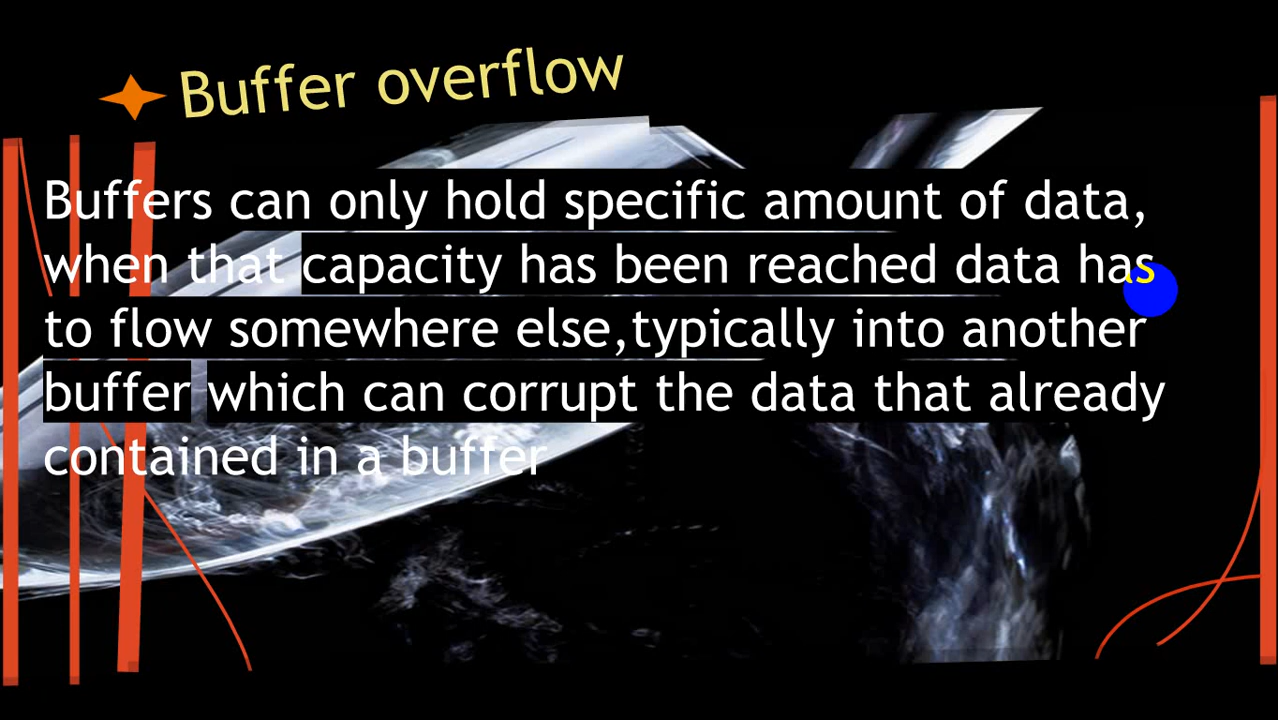 Buffer overflow
Buffers can only hold specific amount of data,
when that capacity has been reached data has
to flow somewhere else,typically into another
buffer which can corrupt the data that already
contained in a buffer